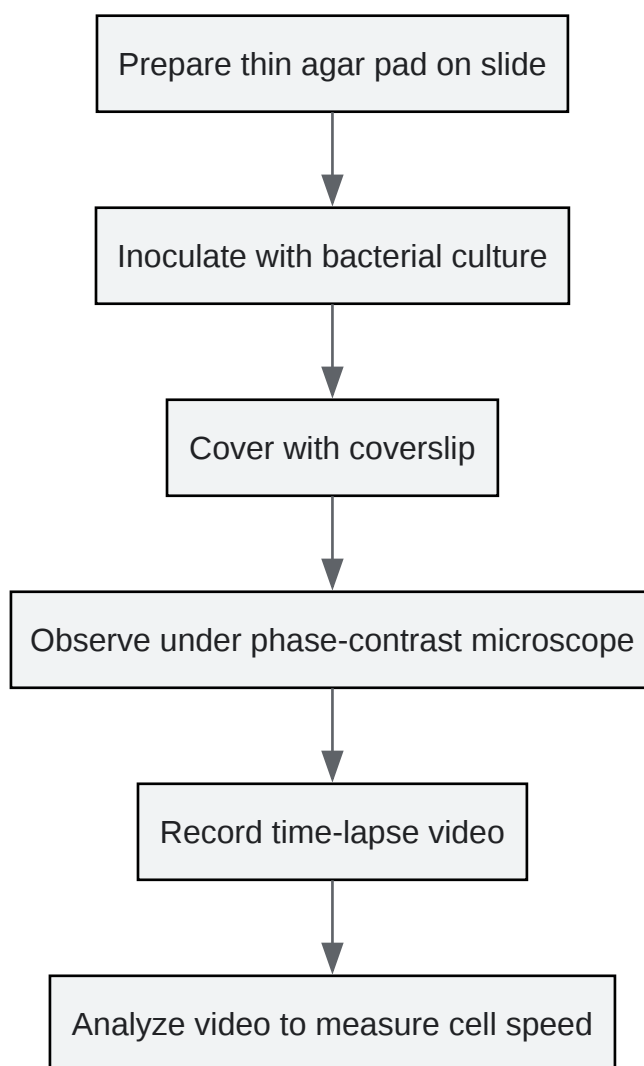 Prepare thin agar pad on slide
Inoculate with bacterial culture
Cover with coverslip
Observe under phase-contrast microscope
Record time-lapse video
Analyze video to measure cell speed